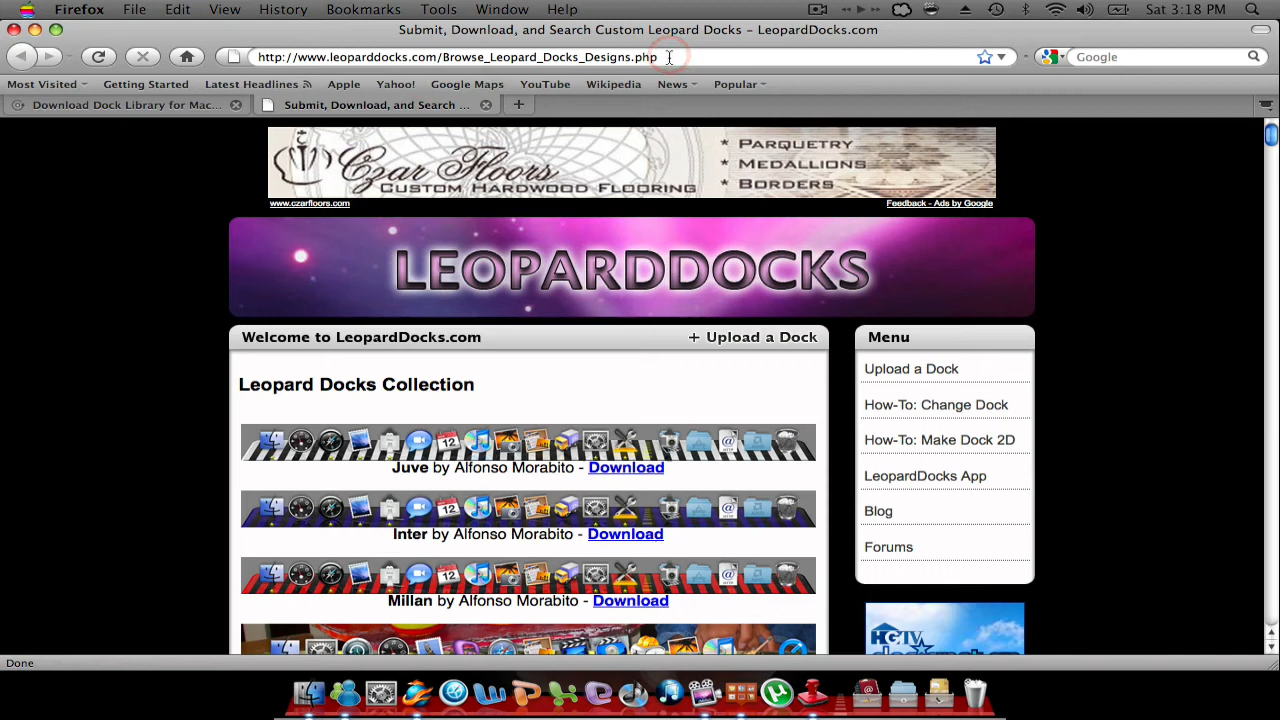 Firefox File Edit View History Bookmarks Tools Window Help Sat 3:18 PM
Submit, Download, and Search Custom Leopard Docks – LeopardDocks.com
http://www.leoparddocks.com/Browse_Leopard_Docks_Designs.php Google
Most Visited Getting Started Latest Headlines Apple Yahoo! Google Maps YouTube Wikipedia News Popular
Download Dock Library for Mac... Submit, Download, and Search ...
Czar Floors
Custom Hardwood Flooring
* Parquetry
* Medallions
* Borders
www.czarfloors.com Feedback - Ads by Google
LEOPARDDOCKS
Welcome to LeopardDocks.com + Upload a Dock
Leopard Docks Collection
Juve by Alfonso Morabito - Download
Inter by Alfonso Morabito - Download
Millan by Alfonso Morabito - Download
Menu
Upload a Dock
How-To: Change Dock
How-To: Make Dock 2D
LeopardDocks App
Blog
Forums
HGTV
Done